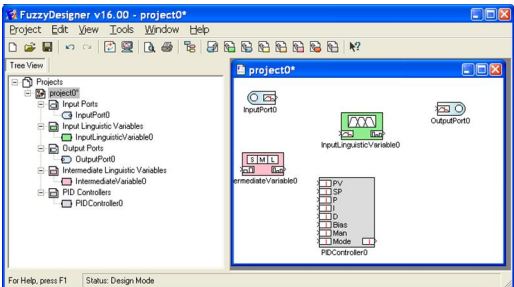 FuzzyDesigner v16.00 - project0*
Project Edit View Tools Window Help
Tree View
Projects
project0*
Input Ports
InputPort0
Input Linguistic Variables
InputLinguisticVariable0
Output Ports
OutputPort0
Intermediate Linguistic Variables
IntermediateVariable0
PID Controllers
PIDController0
project0*
InputPort0
OutputPort0
InputLinguisticVariable0
S M L
ermediateVariable0
PV
SP
P
I
D
Bias
Man
Mode
PIDController0
For Help, press F1 Status: Design Mode